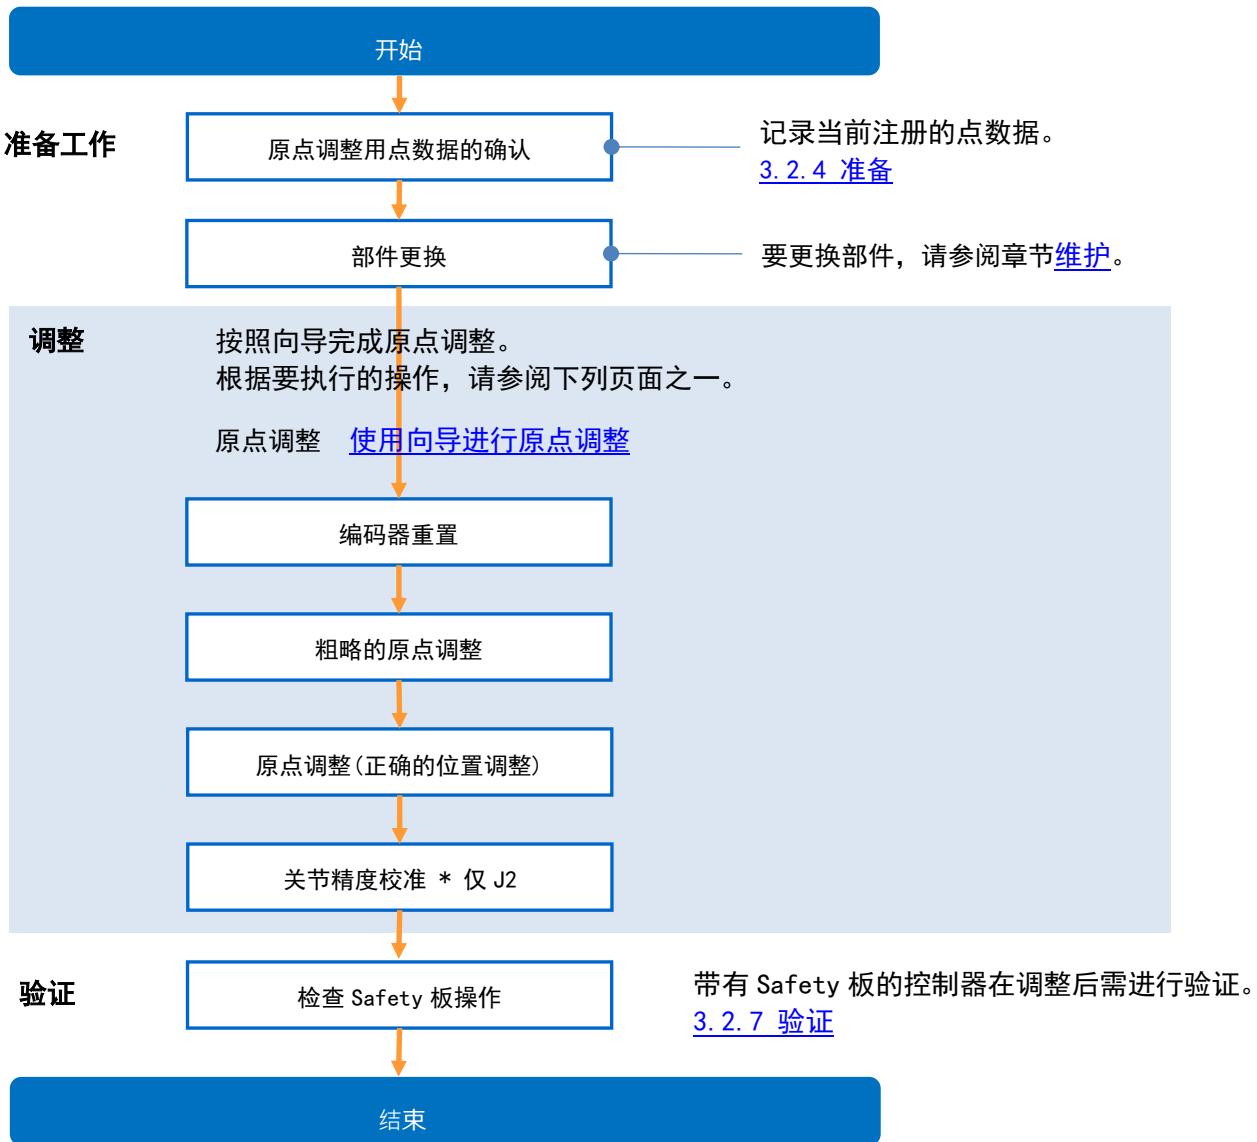 开始
准备工作
原点调整用点数据的确认
记录当前注册的点数据。
3.2.4 准备
部件更换
要更换部件，请参阅章节维护。
调整
按照向导完成原点调整。
根据要执行的操作，请参阅下列页面之一。
原点调整 使用向导进行原点调整
编码器重置
粗略的原点调整
原点调整(正确的位置调整)
关节精度校准 * 仅 J2
验证
检查 Safety 板操作
带有 Safety 板的控制器在调整后需进行验证。
3.2.7 验证
结束